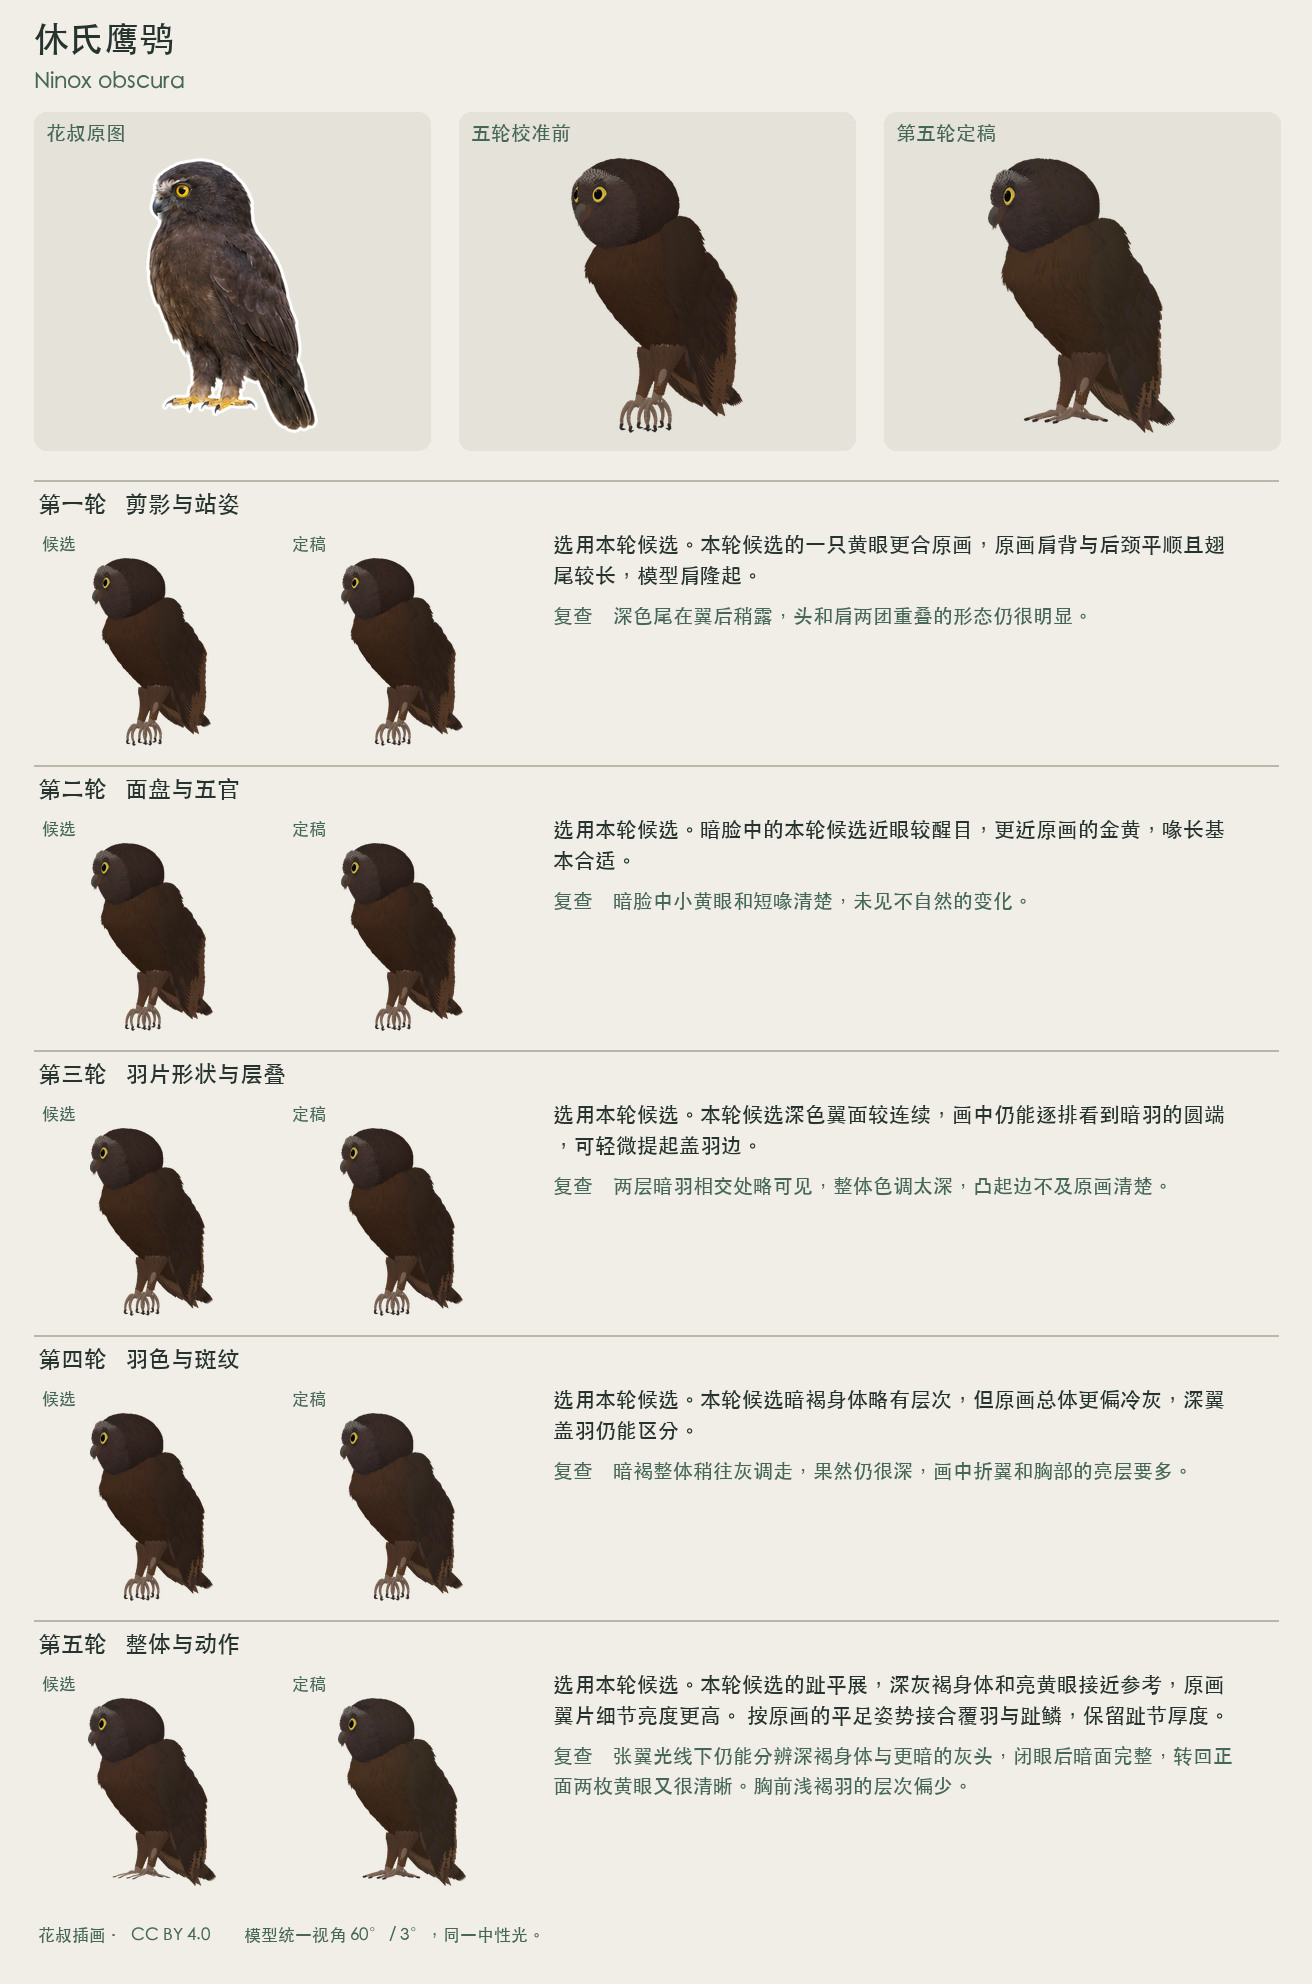 休氏鹰鸮
Ninox obscura
花叔原图
五轮校准前
第五轮定稿
第一轮 剪影与站姿
候选
定稿
选用本轮候选。本轮候选的一只黄眼更合原画，原画肩背与后颈平顺且翅
尾较长，模型肩隆起。
复查 深色尾在翼后稍露，头和肩两团重叠的形态仍很明显。
第二轮 面盘与五官
候选
定稿
选用本轮候选。暗脸中的本轮候选近眼较醒目，更近原画的金黄，喙长基
本合适。
复查 暗脸中小黄眼和短喙清楚，未见不自然的变化。
第三轮 羽片形状与层叠
候选
定稿
选用本轮候选。本轮候选深色翼面较连续，画中仍能逐排看到暗羽的圆端
，可轻微提起盖羽边。
复查 两层暗羽相交处略可见，整体色调太深，凸起边不及原画清楚。
第四轮 羽色与斑纹
候选
定稿
选用本轮候选。本轮候选暗褐身体略有层次，但原画总体更偏冷灰，深翼
盖羽仍能区分。
复查 暗褐整体稍往灰调走，果然仍很深，画中折翼和胸部的亮层要多。
第五轮 整体与动作
候选
定稿
选用本轮候选。本轮候选的趾平展，深灰褐身体和亮黄眼接近参考，原画
翼片细节亮度更高。 按原画的平足姿势接合覆羽与趾鳞，保留趾节厚度。
复查 张翼光线下仍能分辨深褐身体与更暗的灰头，闭眼后暗面完整，转回正
面两枚黄眼又很清晰。胸前浅褐羽的层次偏少。
花叔插画 · CC BY 4.0 模型统一视角 60° / 3° ，同一中性光。